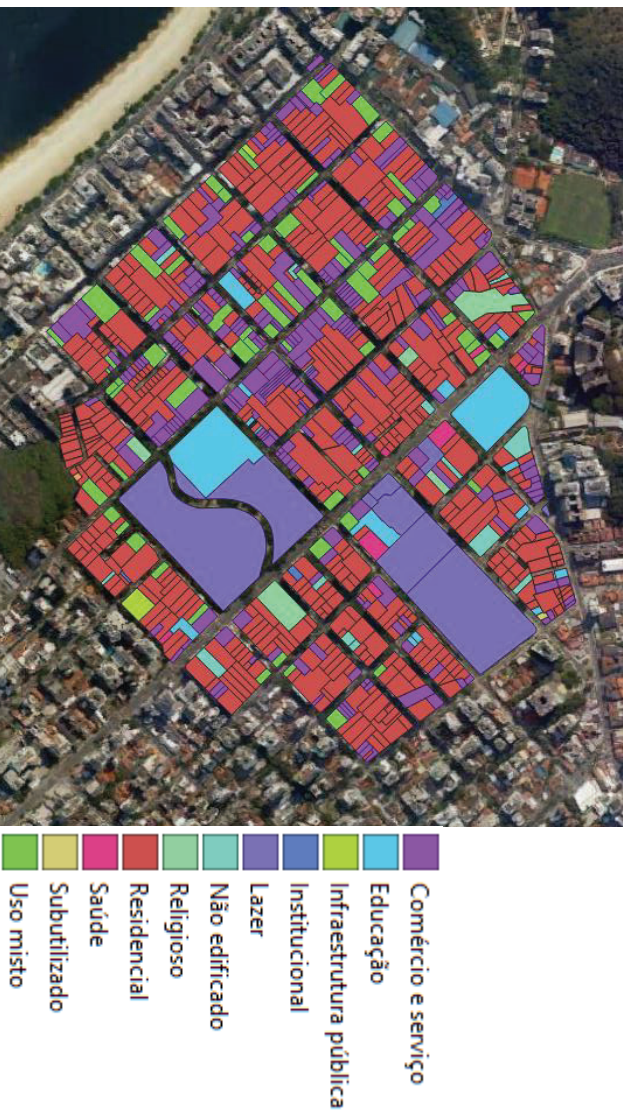 Comércio e serviço
Educação
Infraestrutura pública
Institucional
Lazer
Não edificado
Religioso
Residencial
Saúde
Subutilizado
Uso misto